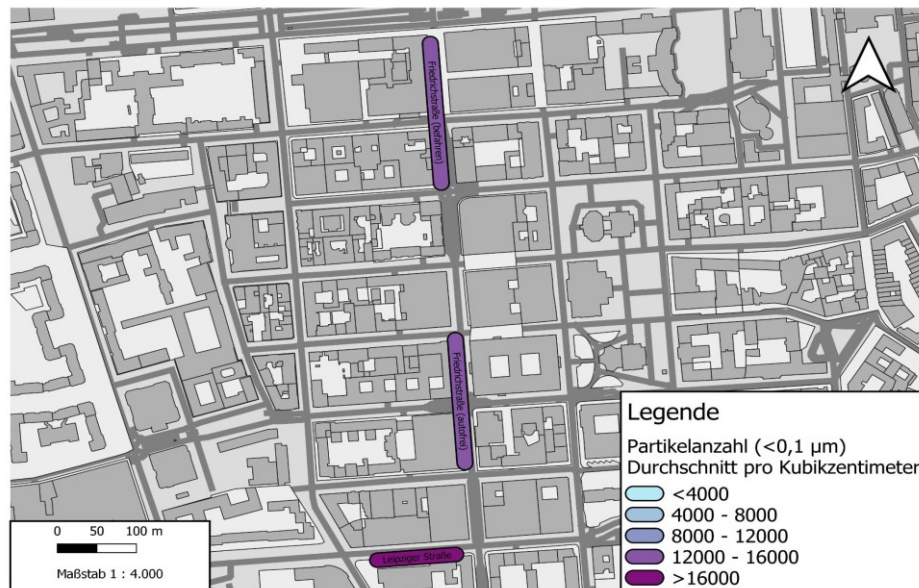 Friedrichstraße (befahren)
Friedrichstraße (autofrei)
Leipziger Straße
0 50 100 m
Maßstab 1 : 4.000
Legende
Partikelanzahl (<0,1 µm)
Durchschnitt pro Kubikzentimeter
<4000
4000 - 8000
8000 - 12000
12000 - 16000
>16000